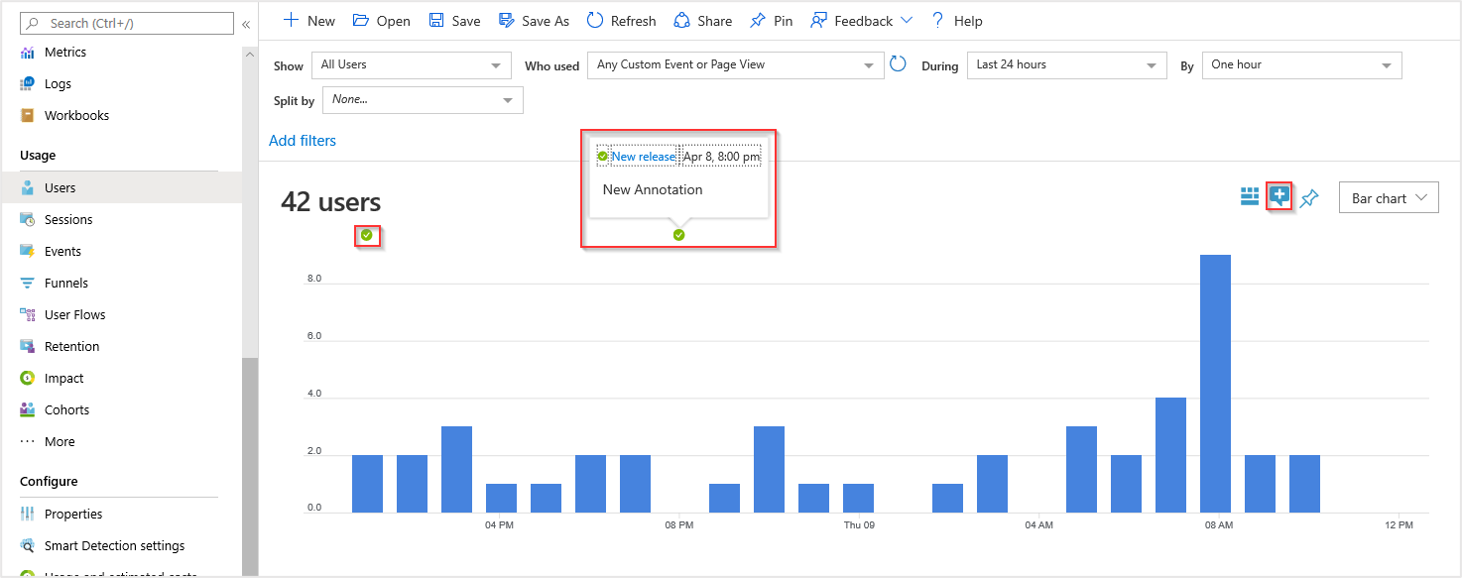 Search (Ctrl+/)
«
Metrics
Logs
Workbooks
Usage
Users
Sessions
Events
Funnels
User Flows
Retention
Impact
Cohorts
More
Configure
Properties
Smart Detection settings
Usage and estimated costs
New Open Save Save As Refresh Share Pin Feedback ? Help
Show All Users Who used Any Custom Event or Page View During Last 24 hours By One hour
Split by None...
Add filters
New release Apr 8, 8:00 pm
New Annotation
42 users
Bar chart
8.0
6.0
4.0
2.0
0.0
04 PM 08 PM Thu 09 04 AM 08 AM 12 PM